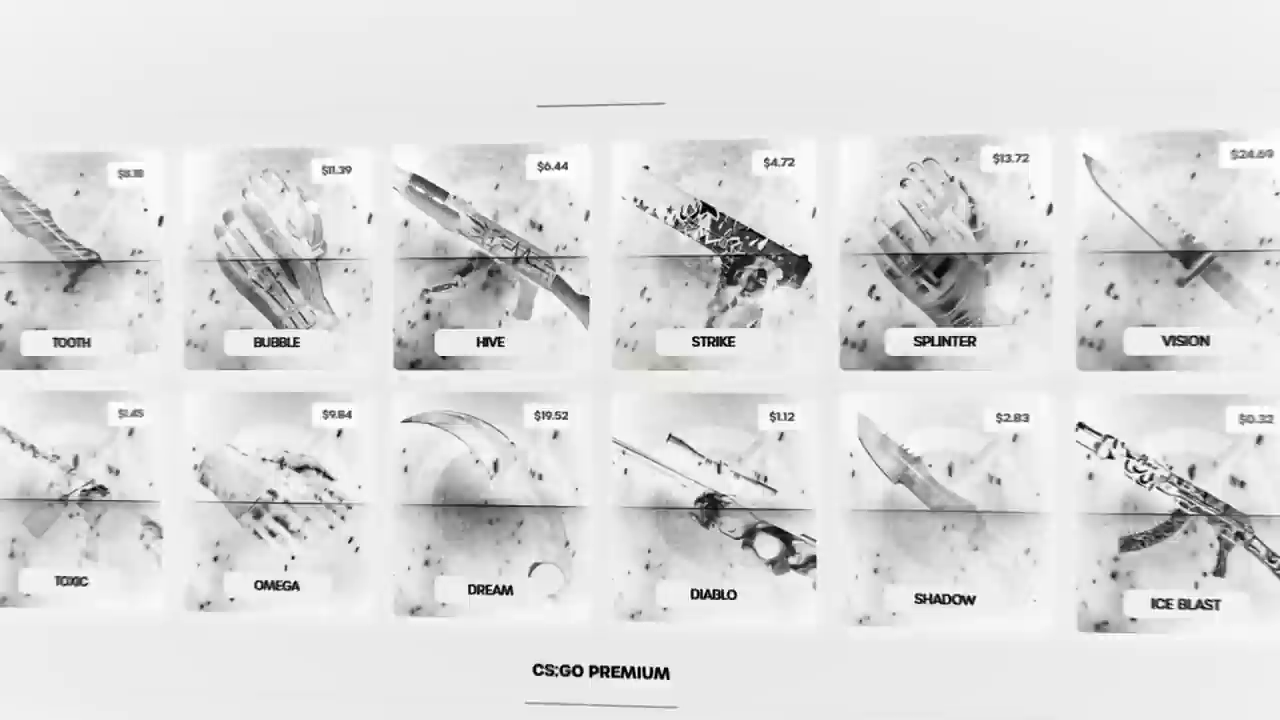 $11.39
$6.44
$4.72
$13.72
$24.69
TOOTH
BUBBLE
HIVE
STRIKE
SPLINTER
VISION
$1.45
$9.84
$19.52
$1.12
$2.83
$0.32
TOXIC
OMEGA
DREAM
DIABLO
SHADOW
ICE BLAST
CS:GO PREMIUM